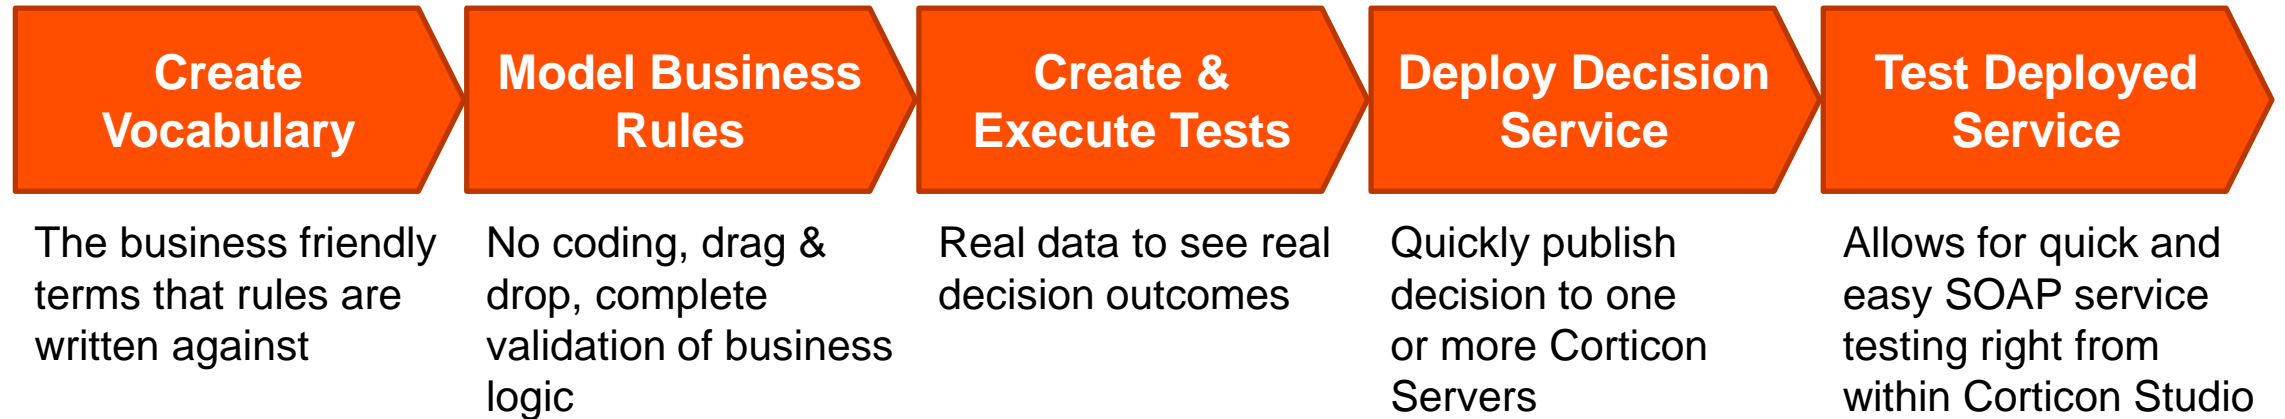 Create
Vocabulary
The business friendly
terms that rules are
written against
Model Business
Rules
No coding, drag &
drop, complete
validation of business
logic
Create &
Execute Tests
Real data to see real
decision outcomes
Deploy Decision
Service
Quickly publish
decision to one
or more Corticon
Servers
Test Deployed
Service
Allows for quick and
easy SOAP service
testing right from
within Corticon Studio